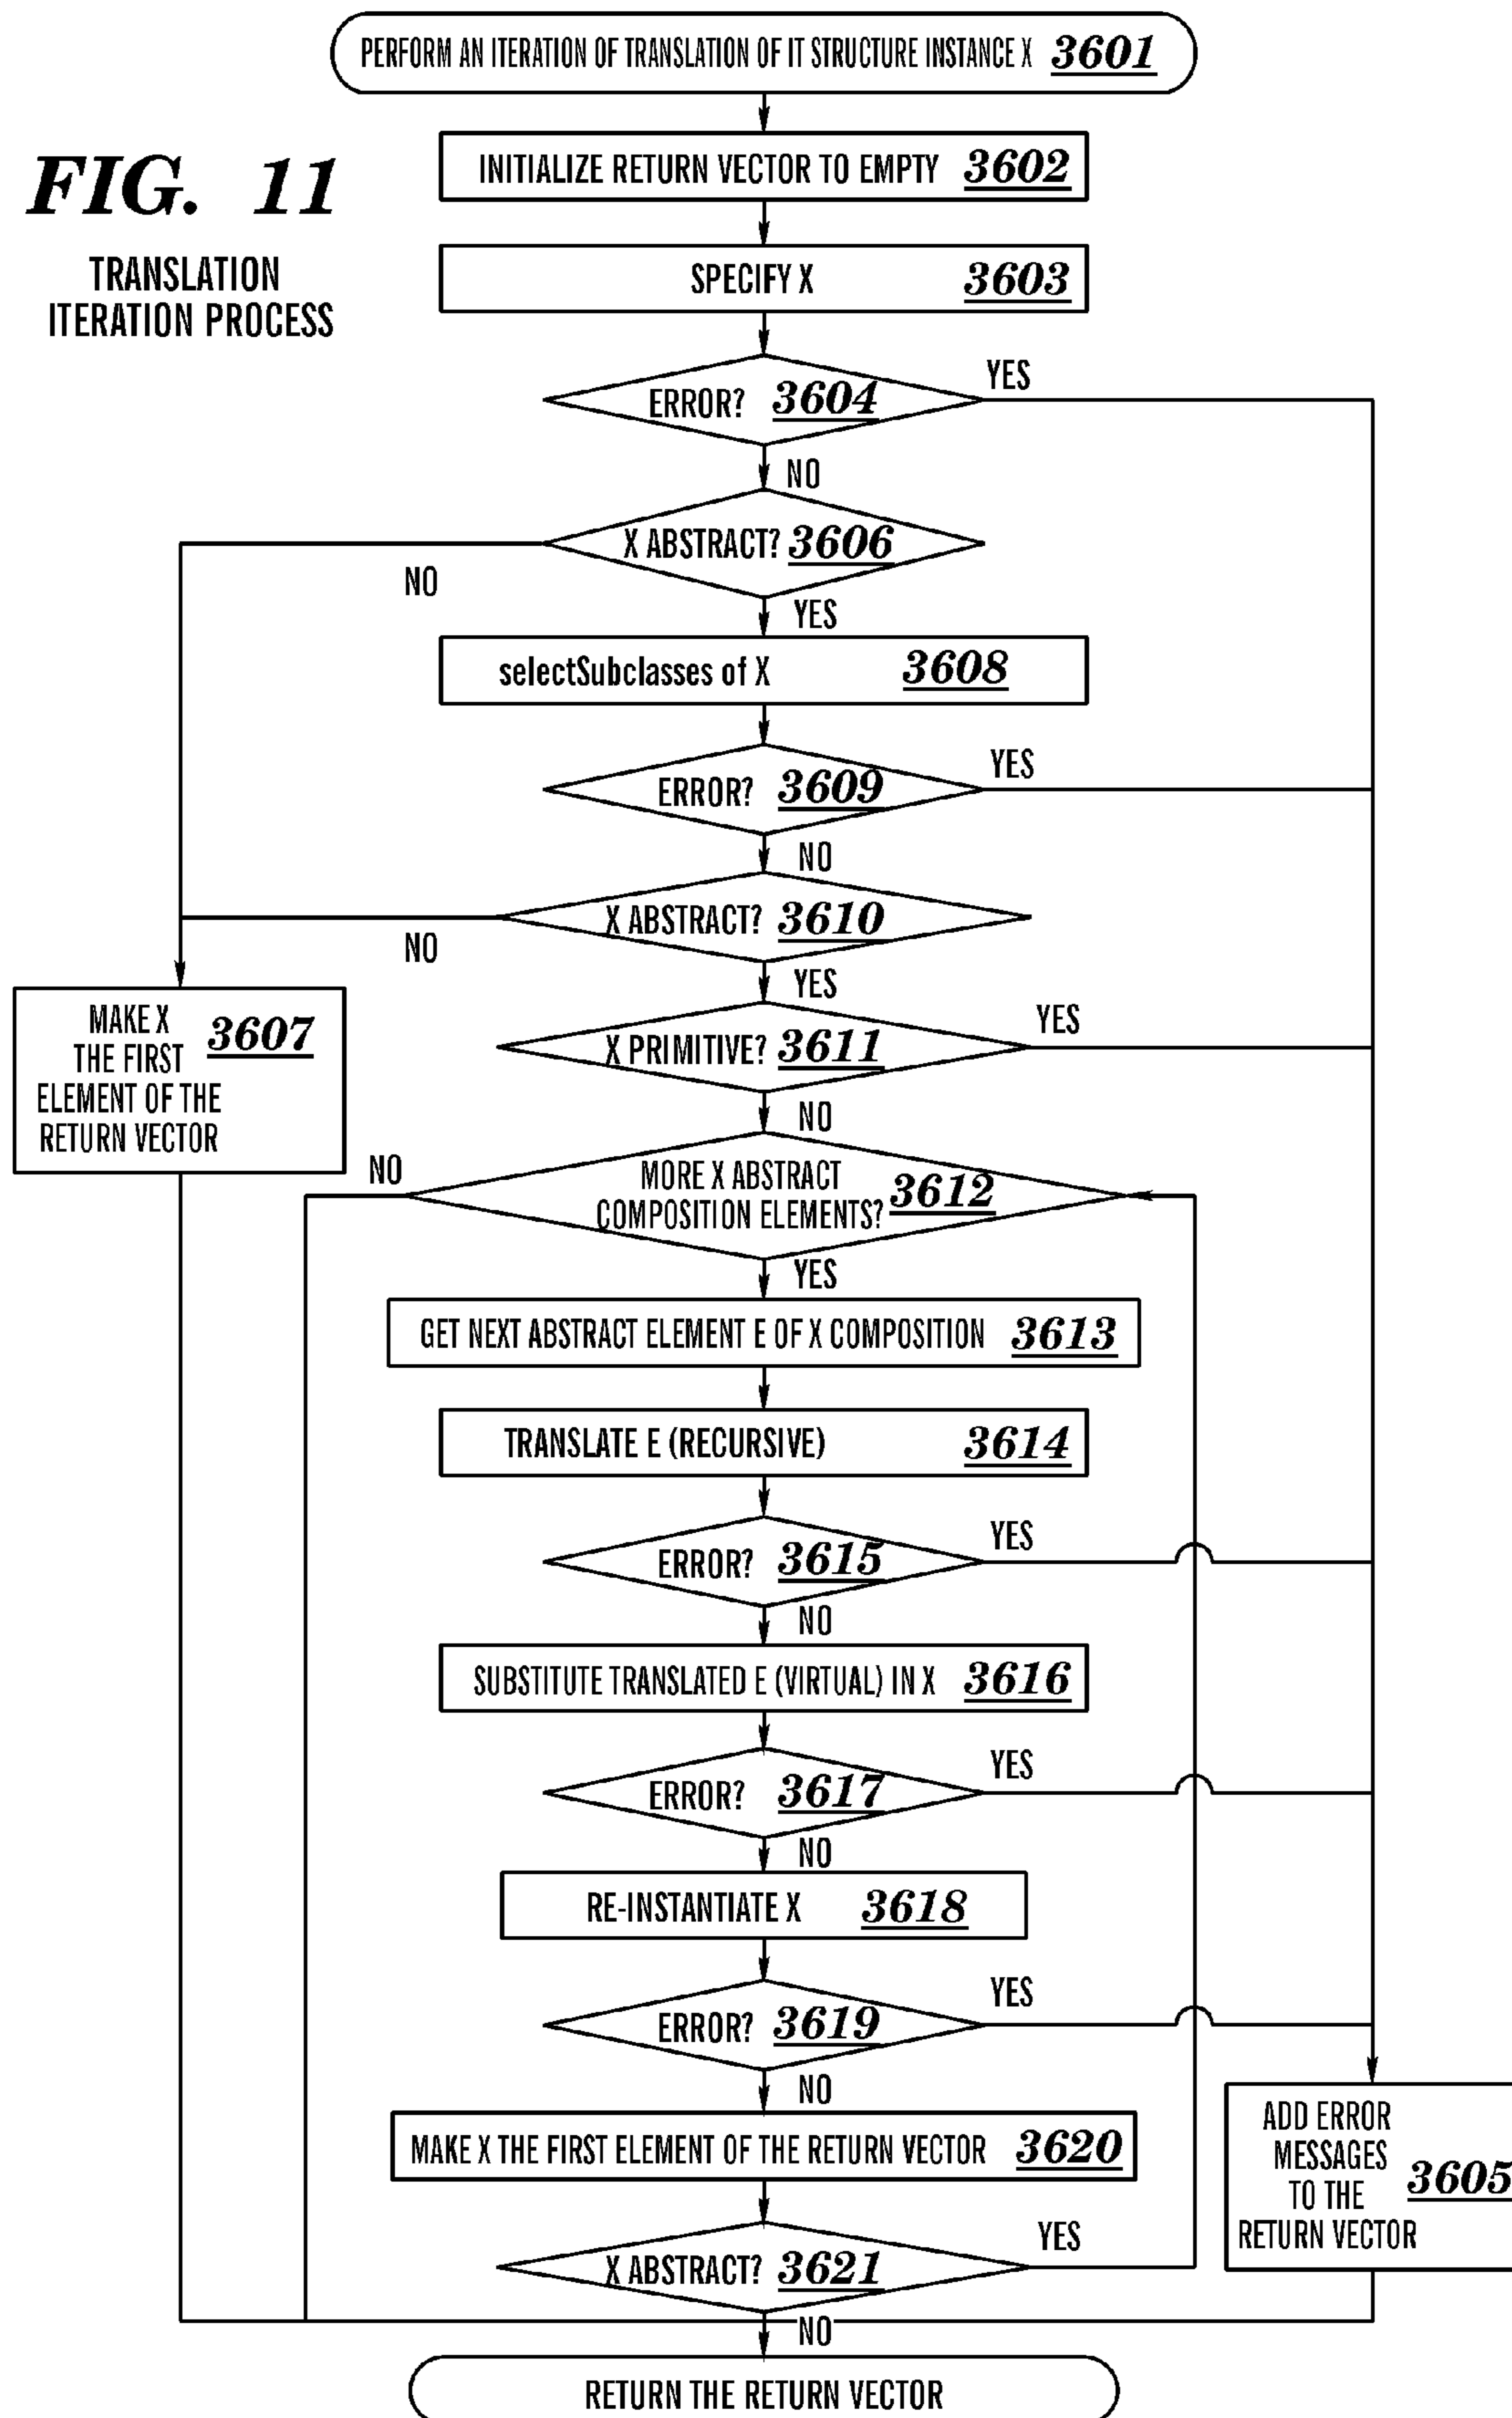 PERFORM AN ITERATION OF TRANSLATION OF IT STRUCTURE INSTANCE X 3601
FIG. 11
TRANSLATION
ITERATION PROCESS
INITIALIZE RETURN VECTOR TO EMPTY 3602
SPECIFY X 3603
ERROR? 3604
YES
NO
X ABSTRACT? 3606
NO
YES
selectSubclasses of X 3608
ERROR? 3609
YES
NO
X ABSTRACT? 3610
NO
YES
MAKE X
THE FIRST 3607
ELEMENT OF THE
RETURN VECTOR
X PRIMITIVE? 3611
YES
NO
MORE X ABSTRACT
COMPOSITION ELEMENTS? 3612
NO
YES
GET NEXT ABSTRACT ELEMENT E OF X COMPOSITION 3613
TRANSLATE E (RECURSIVE) 3614
ERROR? 3615
YES
NO
SUBSTITUTE TRANSLATED E (VIRTUAL) IN X 3616
ERROR? 3617
YES
NO
RE-INSTANTIATE X 3618
ERROR? 3619
YES
NO
MAKE X THE FIRST ELEMENT OF THE RETURN VECTOR 3620
ADD ERROR
MESSAGES
TO THE 3605
RETURN VECTOR
X ABSTRACT? 3621
YES
NO
RETURN THE RETURN VECTOR